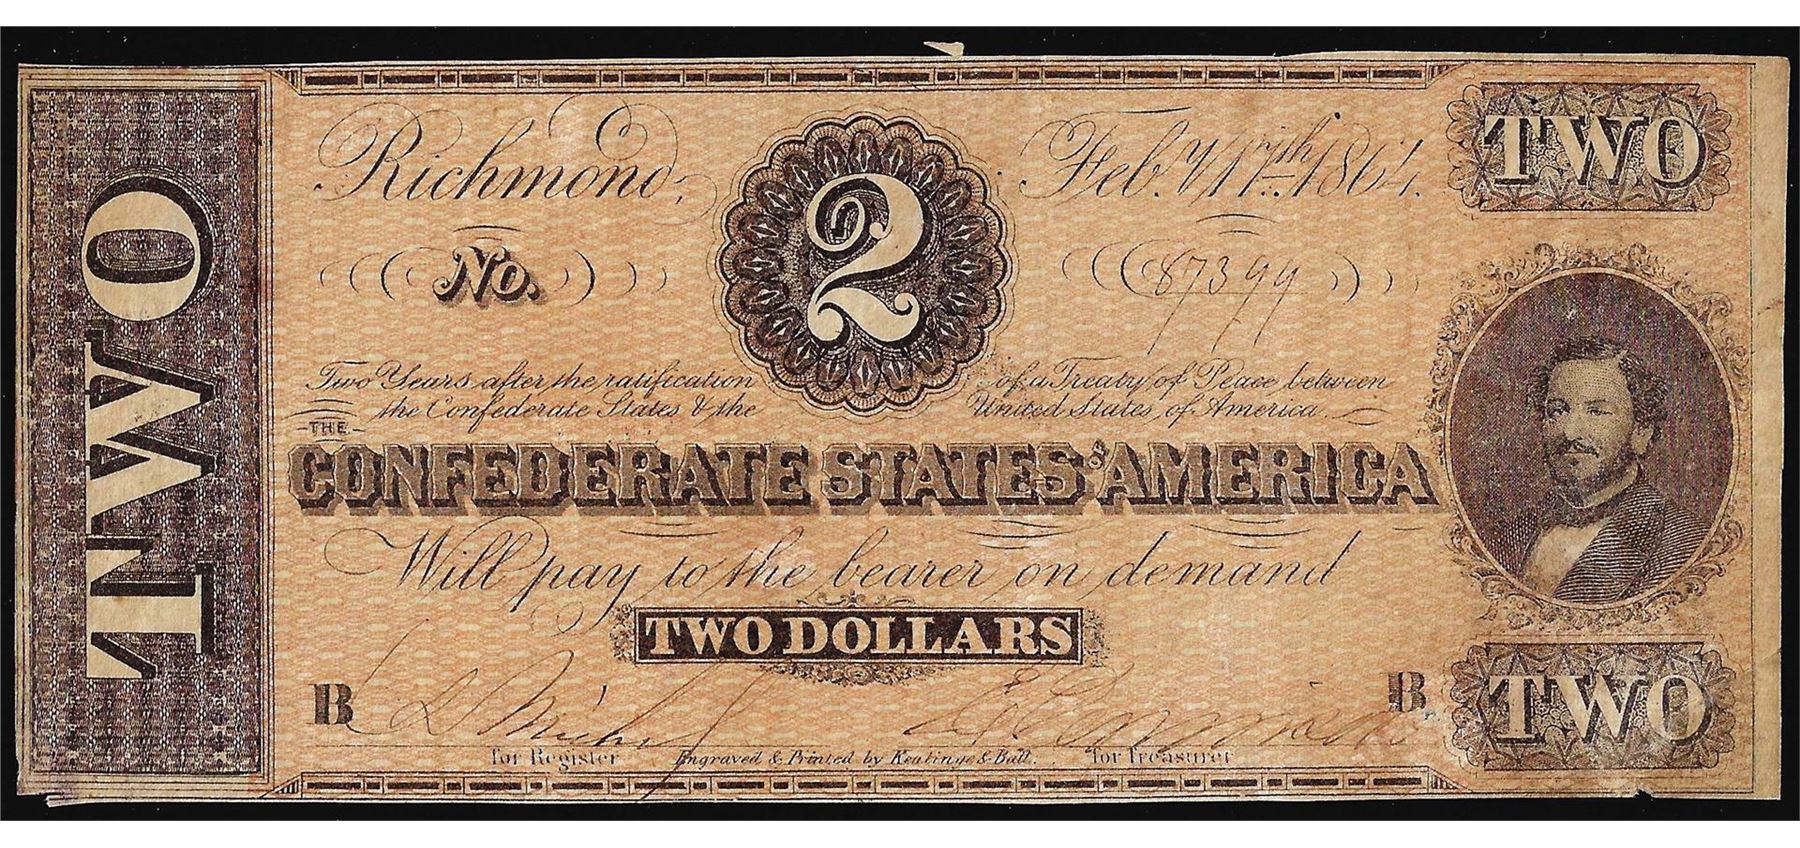 TWO
Richmond, Feb.y 17th 1864.
TWO
2
No. 87399
Two Years after the ratification of a Treaty of Peace between
the Confederate States & the United States of America
THE
CONFEDERATE STATES OF AMERICA
Will pay to the bearer on demand
TWO DOLLARS
B B
TWO
for Register Engraved & Printed by Keatinge & Ball. for Treasurer